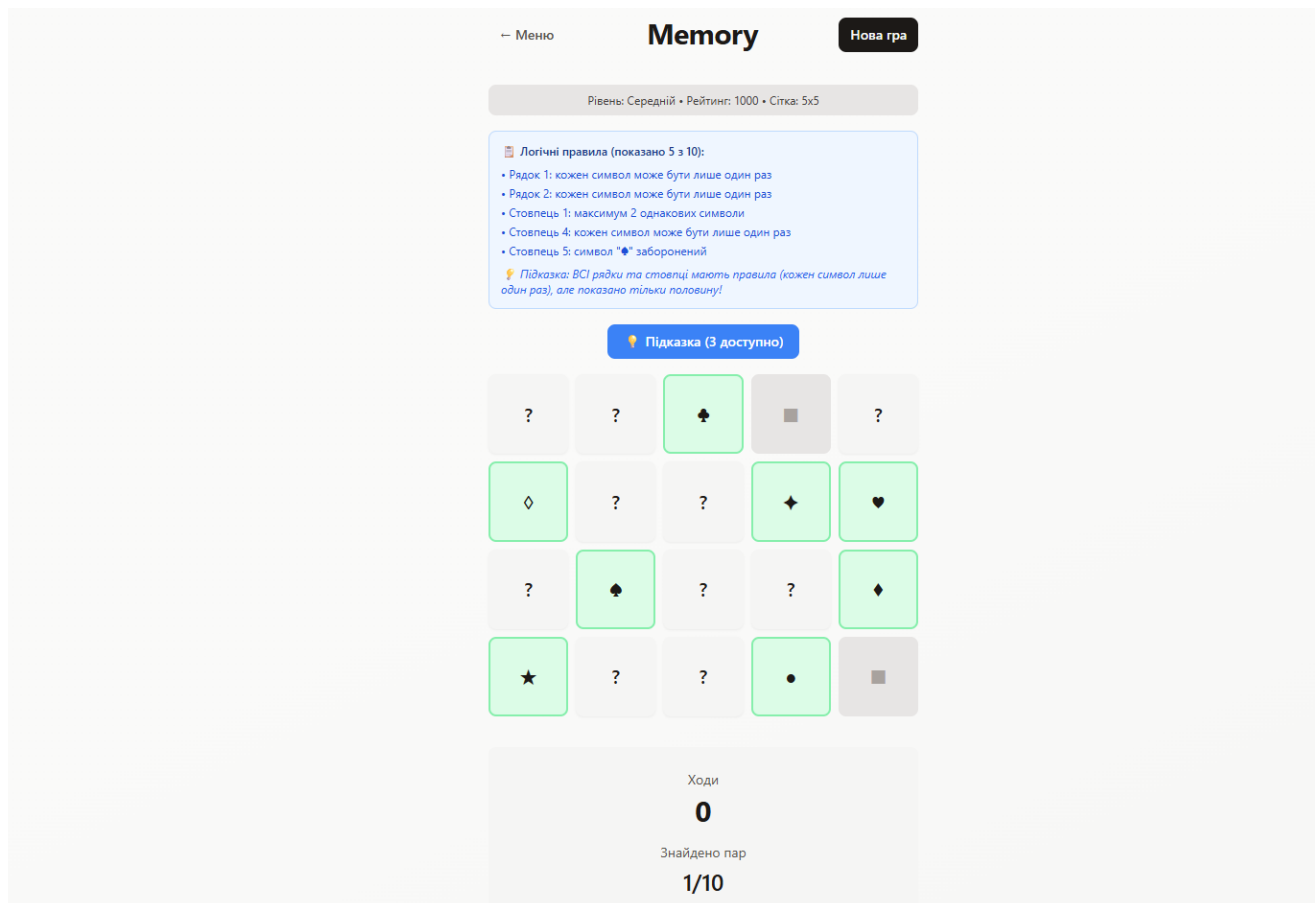 ← Меню
Memory
Нова гра
Рівень: Середній • Рейтинг: 1000 • Сітка: 5x5
📋 Логічні правила (показано 5 з 10):
• Рядок 1: кожен символ може бути лише один раз
• Рядок 2: кожен символ може бути лише один раз
• Стовпець 1: максимум 2 однакових символи
• Стовпець 4: кожен символ може бути лише один раз
• Стовпець 5: символ "♠" заборонений
💡 Підказка: ВСІ рядки та стовпці мають правила (кожен символ лише
один раз), але показано тільки половину!
💡 Підказка (3 доступно)
? ? ♣ ■ ?
◊ ? ? ✦ ♥
? ♠ ? ? ♦
★ ? ? ● ■
Ходи
0
Знайдено пар
1/10